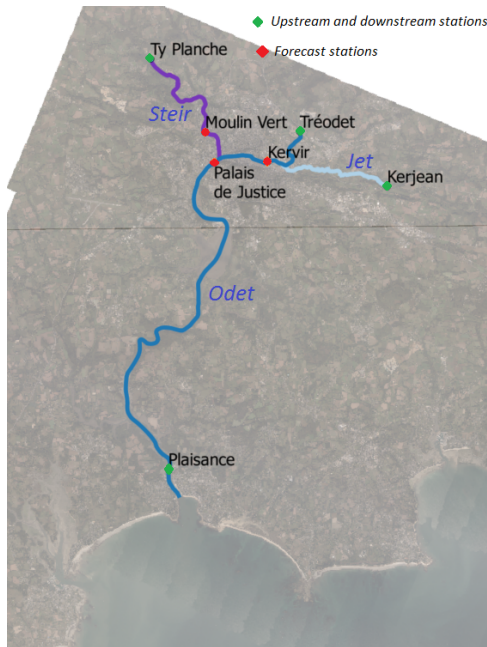 Upstream and downstream stations
Forecast stations
Ty Planche
Steir
Moulin Vert
Tréodet
Kervir
Jet
Palais
de Justice
Kerjean
Odet
Plaisance